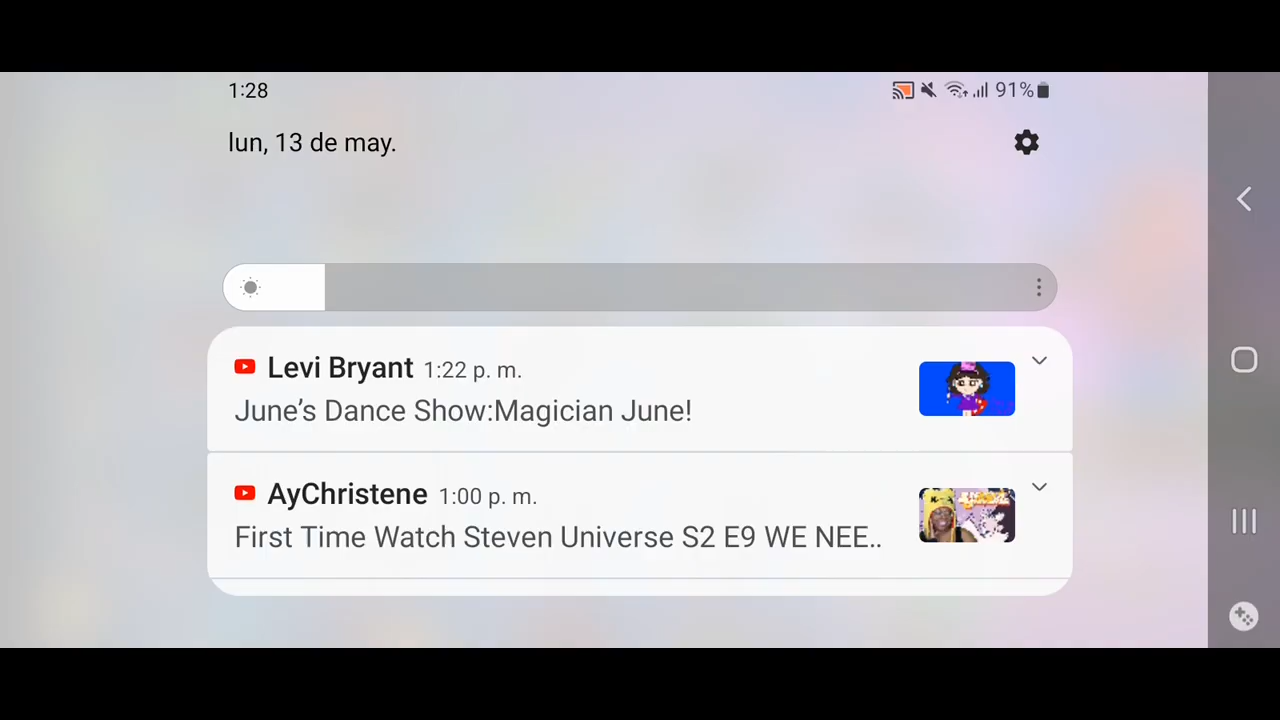 1:28 91%
lun, 13 de may.
Levi Bryant 1:22 p. m.
June’s Dance Show:Magician June!
AyChristene 1:00 p. m.
First Time Watch Steven Universe S2 E9 WE NEE..